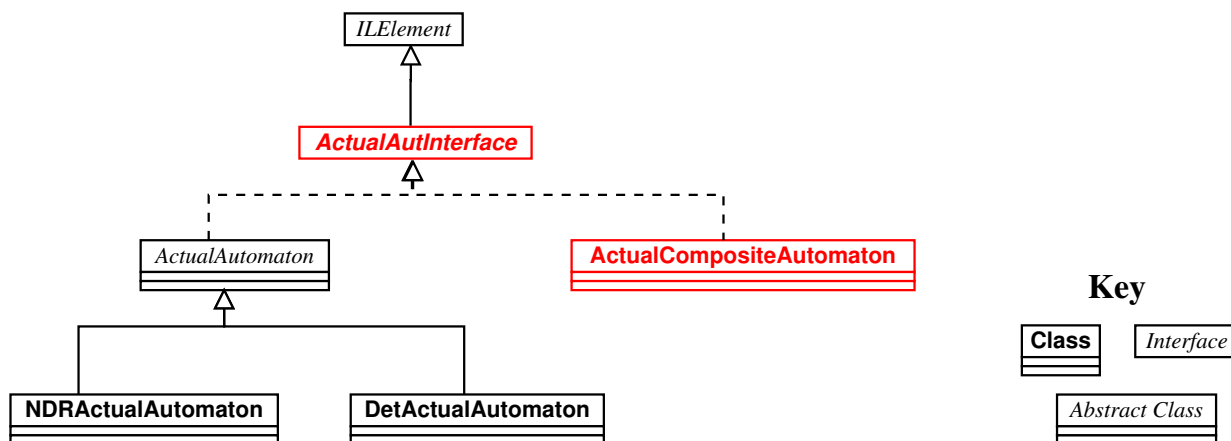 ILElement
ActualAutInterface
ActualAutomaton
ActualCompositeAutomaton
Key
Class
Interface
NDRActualAutomaton
DetActualAutomaton
Abstract Class